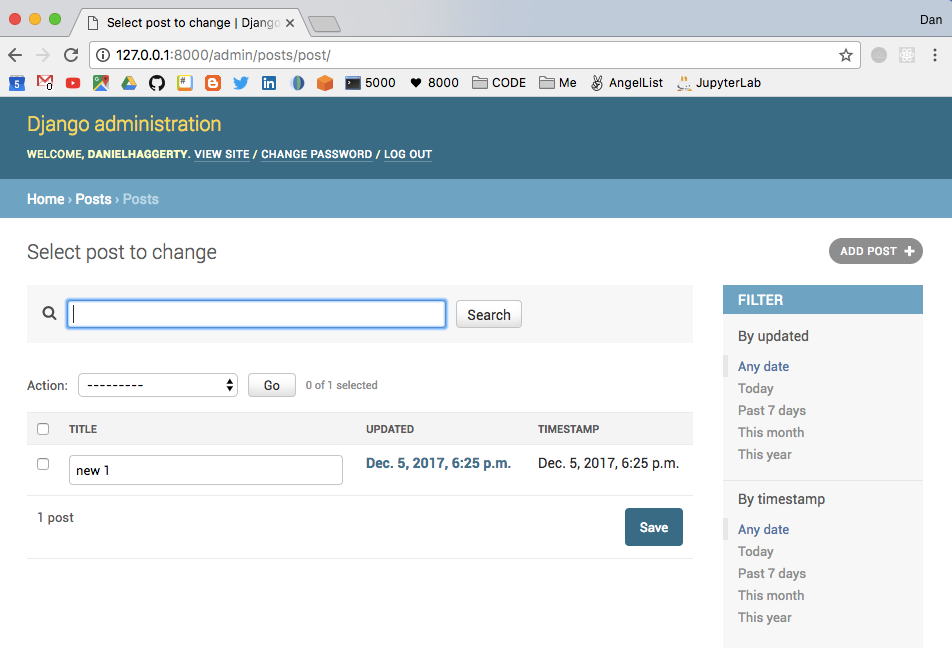 Select post to change | Django
Dan
127.0.0.1:8000/admin/posts/post/
5 0 # 5000 8000 CODE Me AngelList JupyterLab
Django administration
WELCOME, DANIELHAGGERTY. VIEW SITE / CHANGE PASSWORD / LOG OUT
Home › Posts › Posts
Select post to change
ADD POST +
Search
Action: --------- Go 0 of 1 selected
TITLE UPDATED TIMESTAMP
new 1 Dec. 5, 2017, 6:25 p.m. Dec. 5, 2017, 6:25 p.m.
1 post
Save
FILTER
By updated
Any date
Today
Past 7 days
This month
This year
By timestamp
Any date
Today
Past 7 days
This month
This year